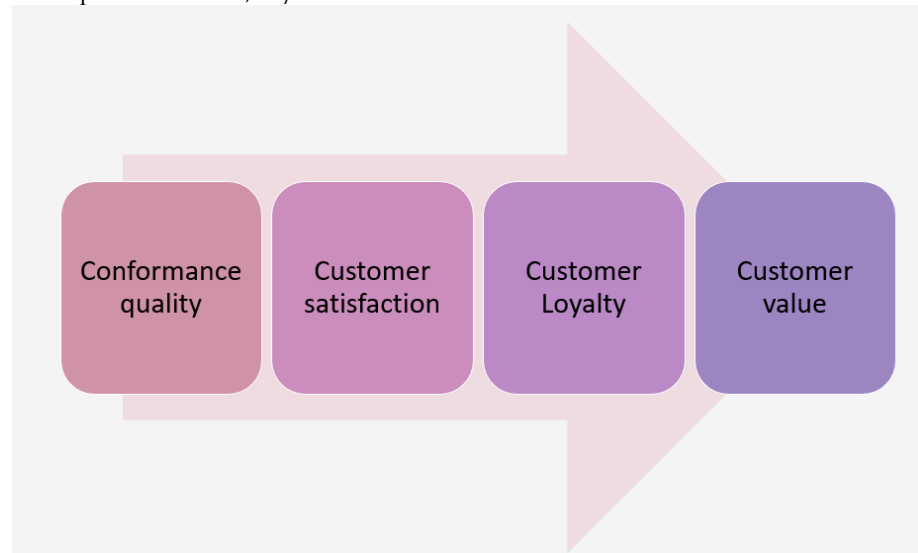 Conformance
quality
Customer
satisfaction
Customer
Loyalty
Customer
value